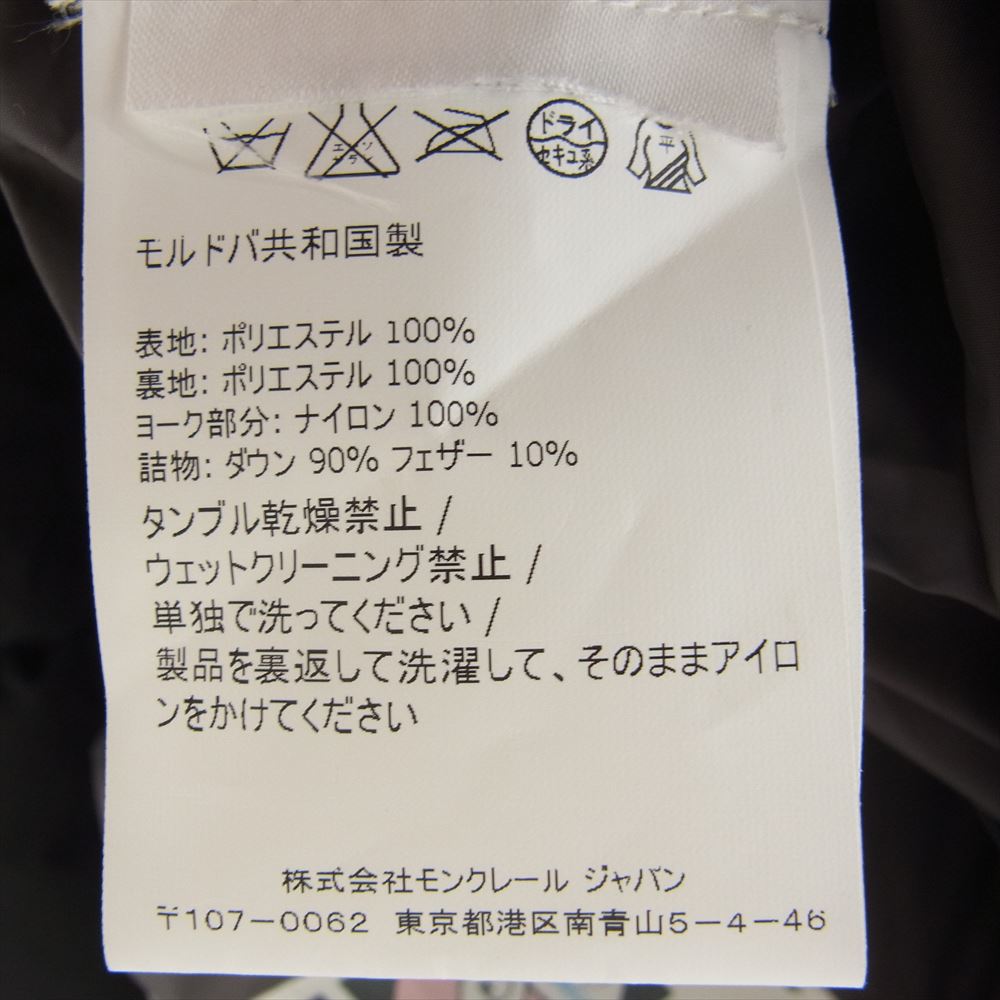 エンソ
サラシ
ドライ
セキユ系
平
モルドバ共和国製
表地: ポリエステル 100%
裏地: ポリエステル 100%
ヨーク部分: ナイロン 100%
詰物: ダウン 90% フェザー 10%
タンブル乾燥禁止 /
ウェットクリーニング禁止 /
単独で洗ってください /
製品を裏返して洗濯して、そのままアイロ
ンをかけてください
株式会社モンクレール ジャパン
〒107-0062 東京都港区南青山5-4-46